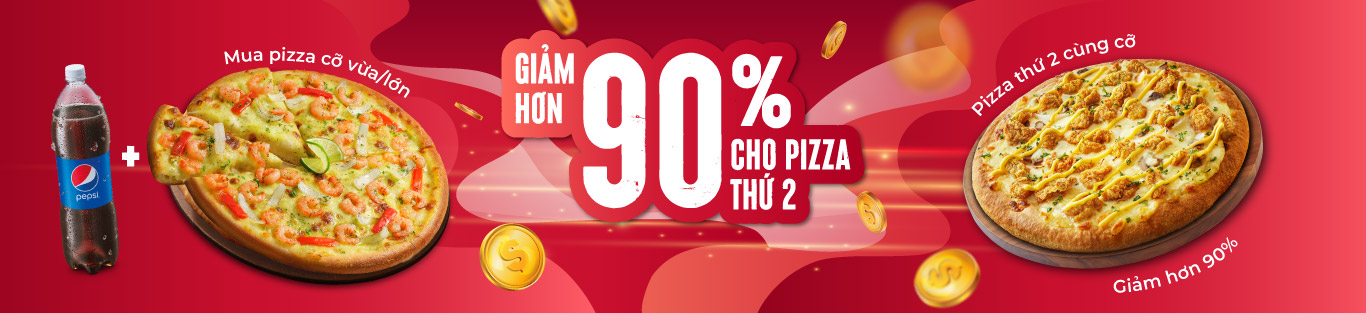 Mua pizza cỡ vừa/lớn
pepsi
GIẢM
HƠN
90%
CHO PIZZA
THỨ 2
Pizza thứ 2 cùng cỡ
Giảm hơn 90%